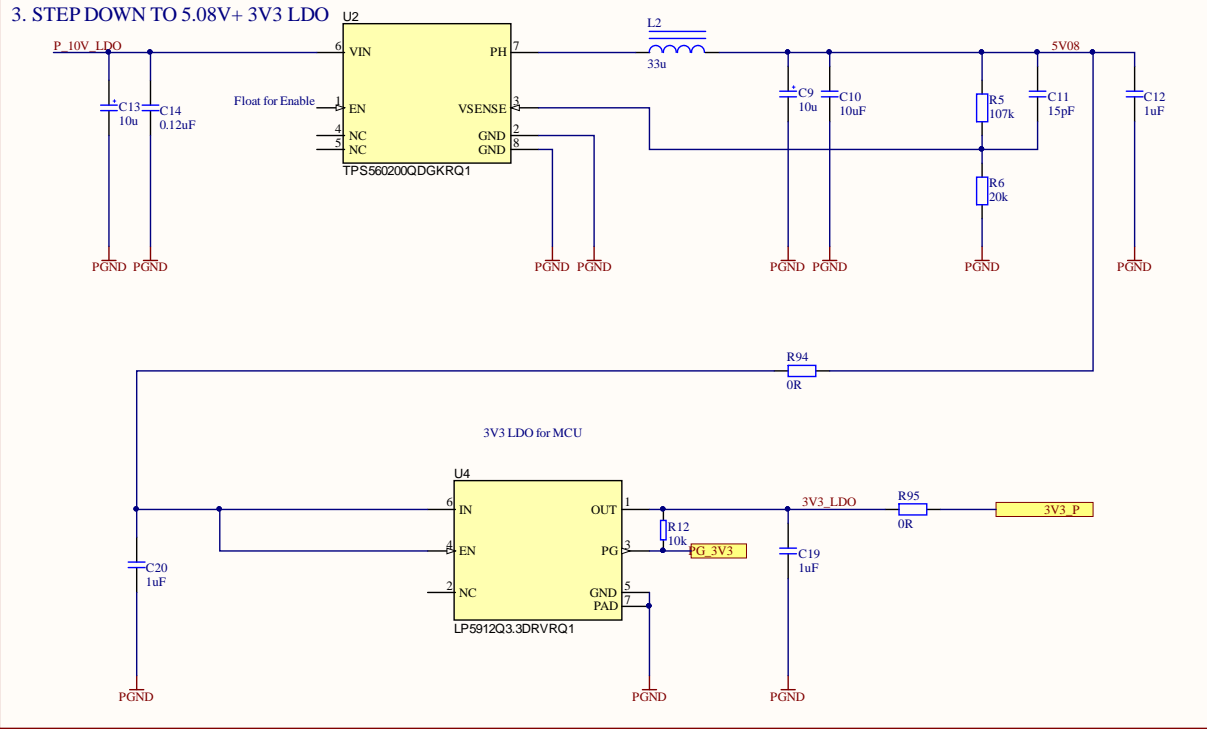 3. STEP DOWN TO 5.08V+ 3V3 LDO
U2
P_10V_LDO
6
VIN
PH
7
L2
33u
5V08
C13
10u
C14
0.12uF
Float for Enable
1
EN
VSENSE
3
C9
10u
C10
10uF
R5
107k
C11
15pF
C12
1uF
4
NC
GND
2
5
NC
GND
8
TPS560200QDGKRQ1
R6
20k
PGND
PGND
PGND
PGND
PGND
PGND
PGND
PGND
R94
0R
3V3 LDO for MCU
U4
6
IN
OUT
1
3V3_LDO
R95
0R
3V3_P
R12
10k
4
EN
PG
3
PG_3V3
C20
1uF
C19
1uF
2
NC
GND
5
PAD
7
LP5912Q3.3DRVRQ1
PGND
PGND
PGND